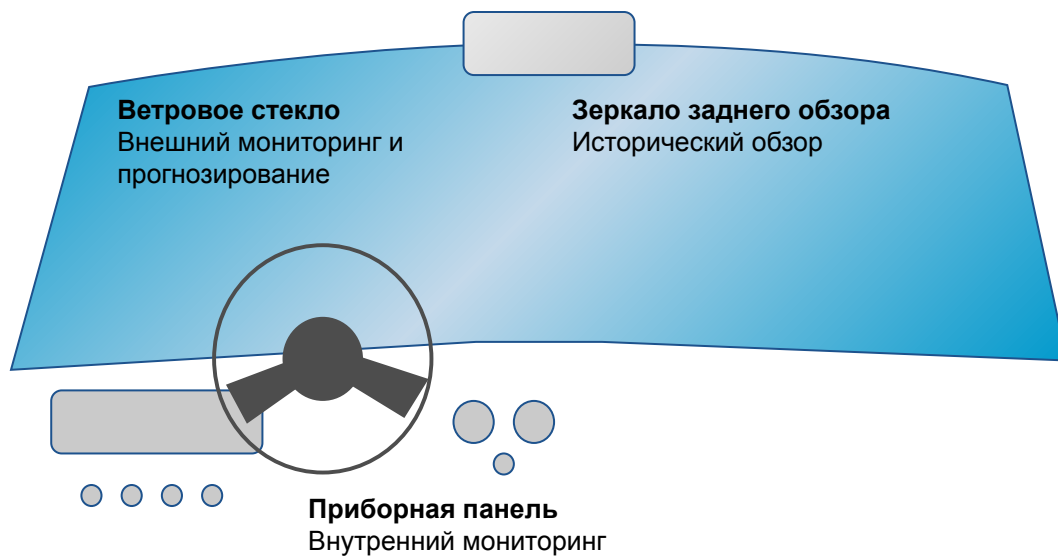 Ветровое стекло
Внешний мониторинг и
прогнозирование
Зеркало заднего обзора
Исторический обзор
Приборная панель
Внутренний мониторинг